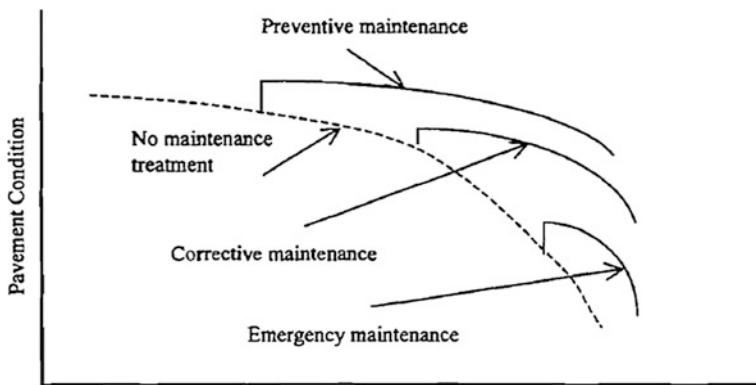 Preventive maintenance
Pavement Condition
No maintenance
treatment
Corrective maintenance
Emergency maintenance